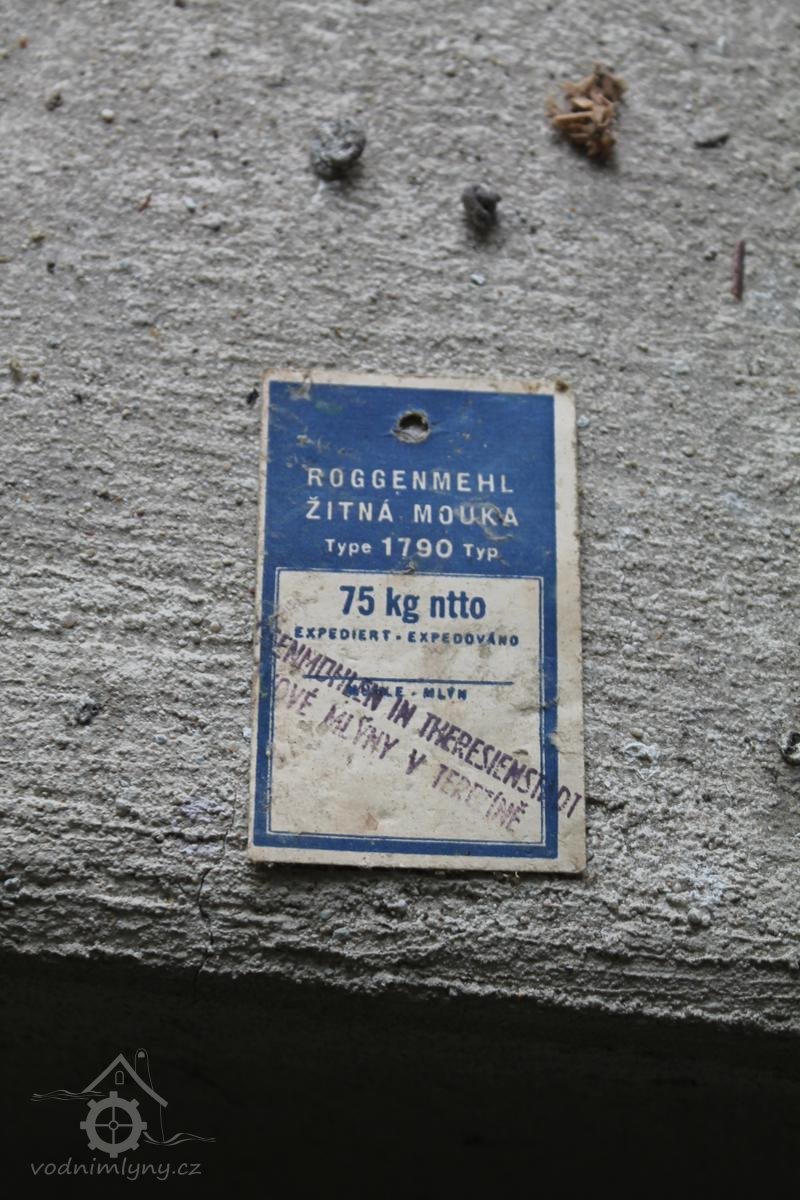 ROGGENMEHL
ŽITNÁ MOUKA
Type 1790 Typ
75 kg ntto
EXPEDIERT - EXPEDOVÁNO
MÜHLE - MLÝN
IN THERESIENSTADT
MLÝNY V TEREZÍNĚ
vodnimlyny.cz